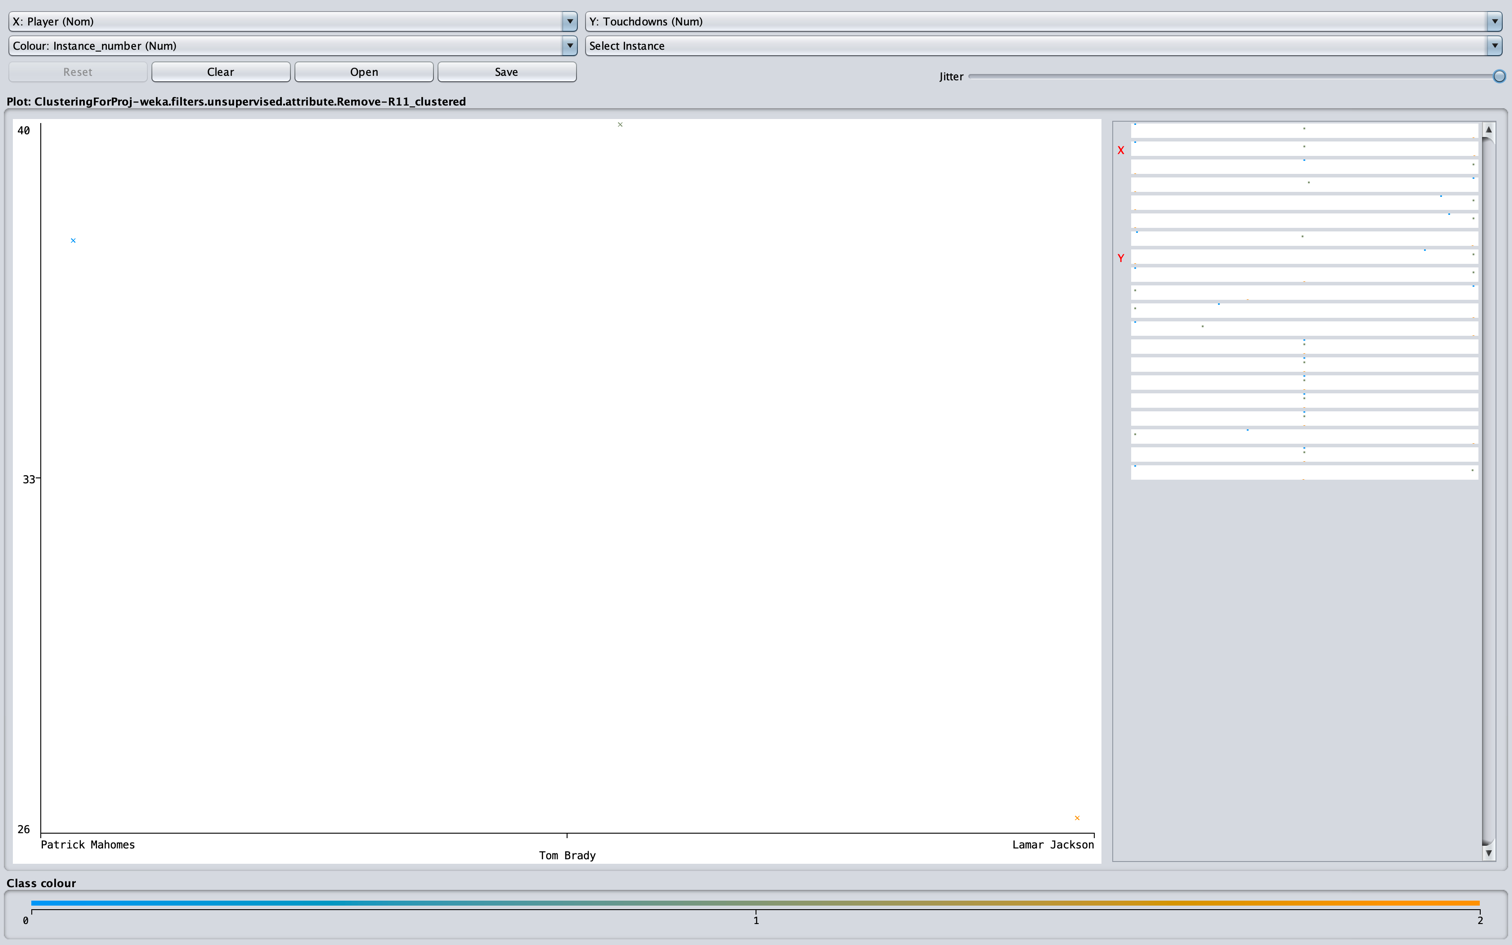 X: Player (Nom)
Y: Touchdowns (Num)
Colour: Instance_number (Num)
Select Instance
Reset
Clear
Open
Save
Jitter
Plot: ClusteringForProj-weka.filters.unsupervised.attribute.Remove-R11_clustered
40
33
26
Patrick Mahomes
Tom Brady
Lamar Jackson
X
Y
Class colour
0
1
2